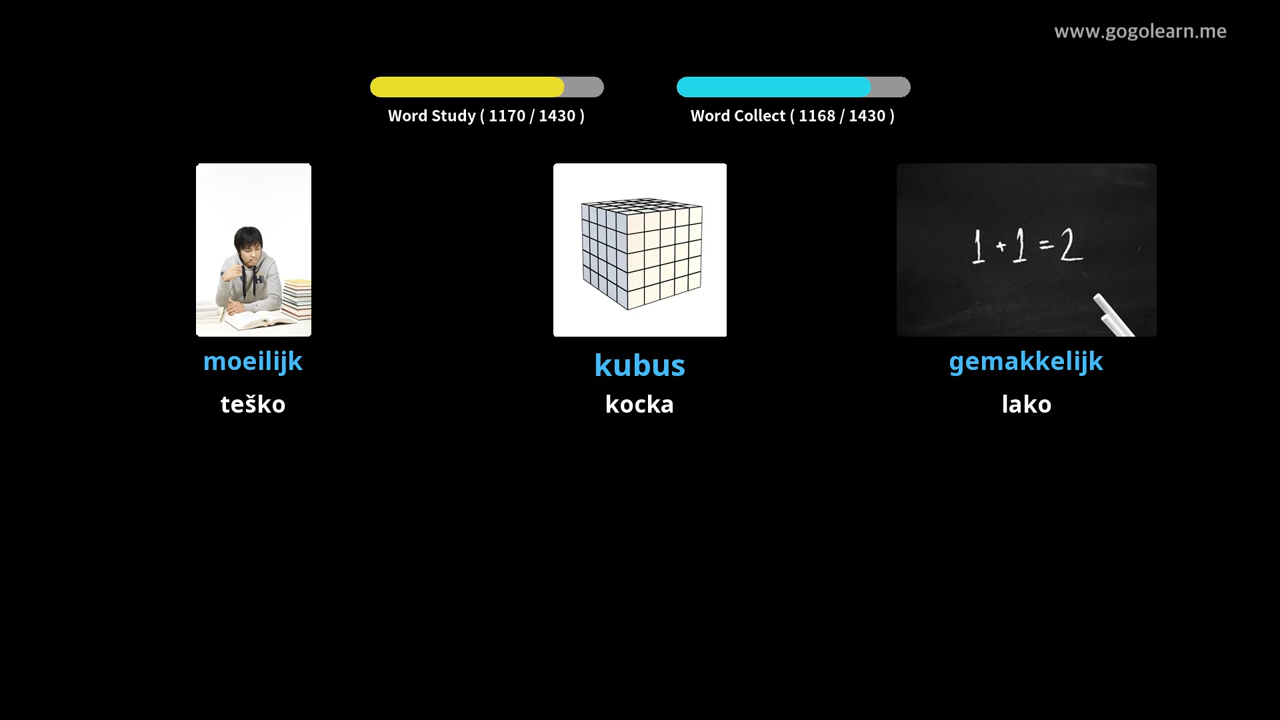 www.gogolearn.me
Word Study ( 1170 / 1430 )
Word Collect ( 1168 / 1430 )
1 + 1 = 2
moeilijk
kubus
gemakkelijk
teško
kocka
lako